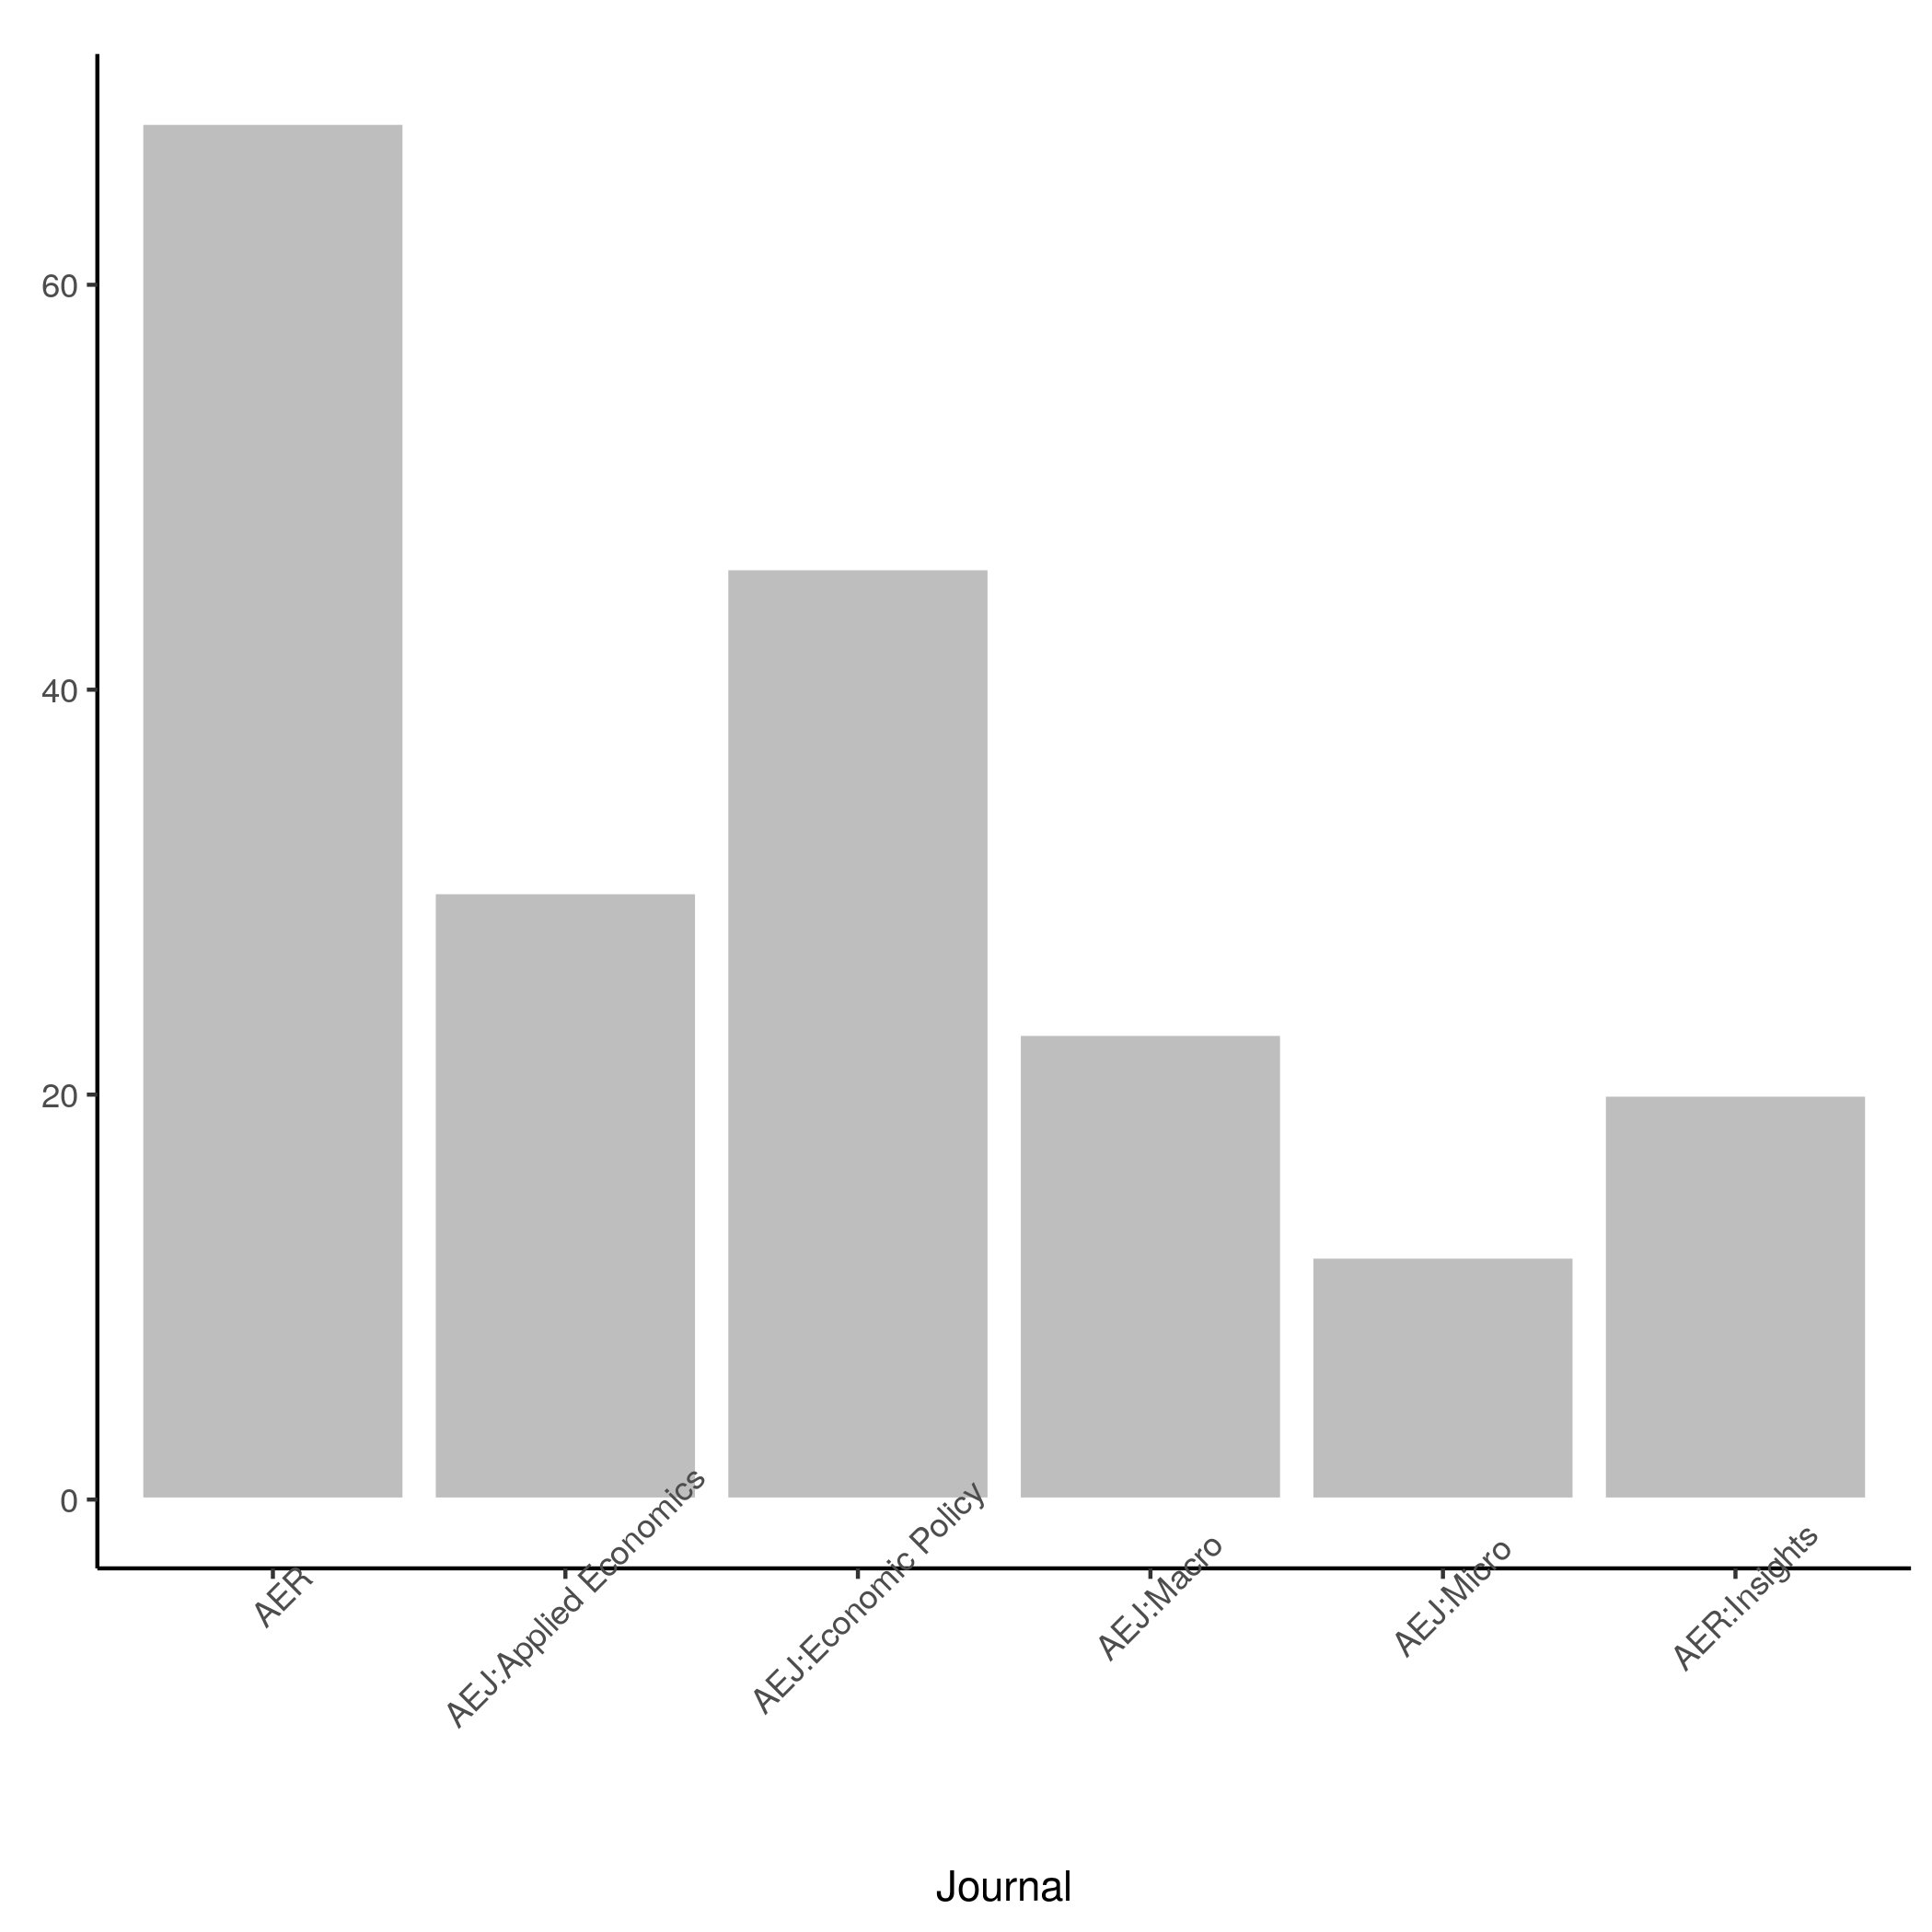 60
40
20
0
AER
AEJ:Applied Economics
AEJ:Economic Policy
AEJ:Macro
AEJ:Micro
AER:Insights
Journal